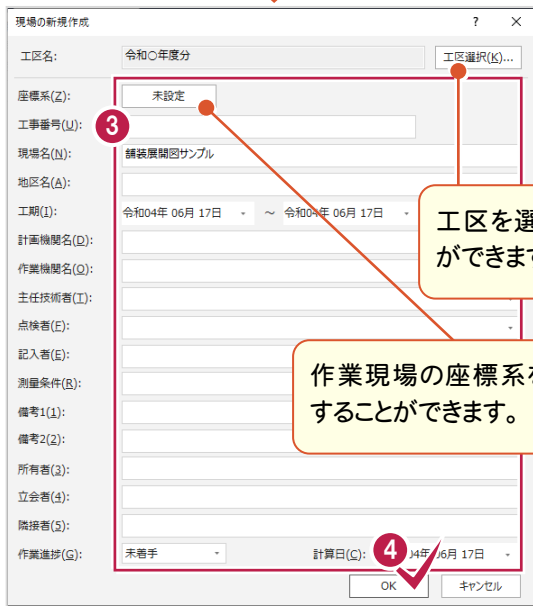 現場の新規作成 ? ×
工区名: 令和○年度分 工区選択(K)...
座標系(Z): 未設定
3
工事番号(U):
現場名(N): 舗装展開図サンプル
地区名(A):
工期(I): 令和04年 06月 17日 ～ 令和04年 06月 17日
工区を選
ができます
計画機関名(D):
作業機関名(O):
主任技術者(T):
点検者(F):
記入者(E):
作業現場の座標系を
することができます。
測量条件(R):
備考1(1):
備考2(2):
所有者(3):
立会者(4):
隣接者(5):
作業進捗(G): 未着手 計算日(C): 4 04年 06月 17日
OK キャンセル